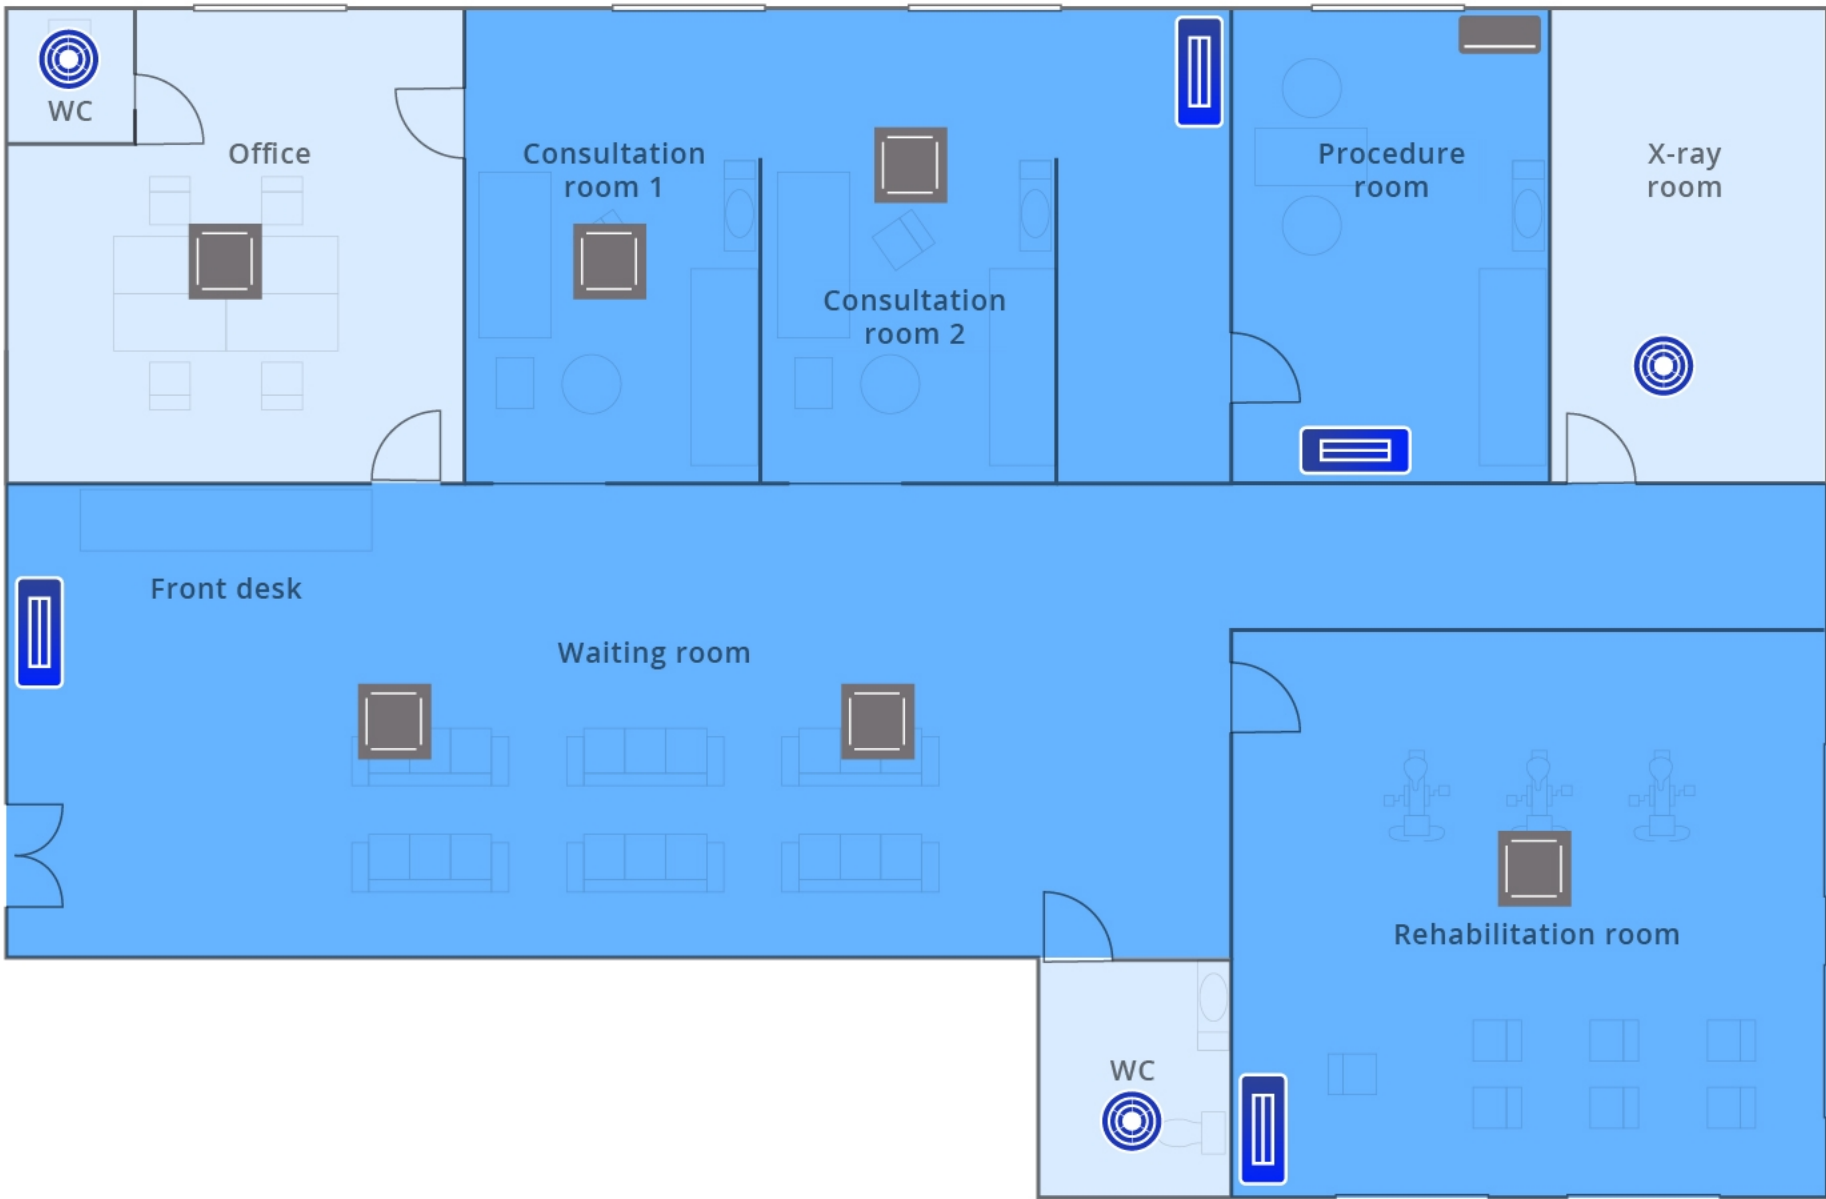 WC
Office
Consultation
room 1
Consultation
room 2
Procedure
room
X-ray
room
Front desk
Waiting room
Rehabilitation room
WC